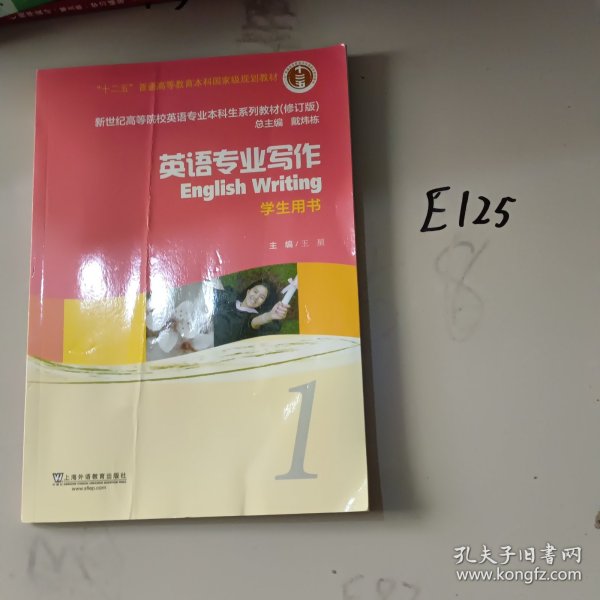 "十二五"普通高等教育本科国家级规划教材
新世纪高等院校英语专业本科生系列教材(修订版)
总主编 戴炜栋
英语专业写作
English Writing
学生用书
主 编/王 星
1
上海外语教育出版社
www.sflep.com
E125
8
孔夫子旧书网
www.kongfz.com